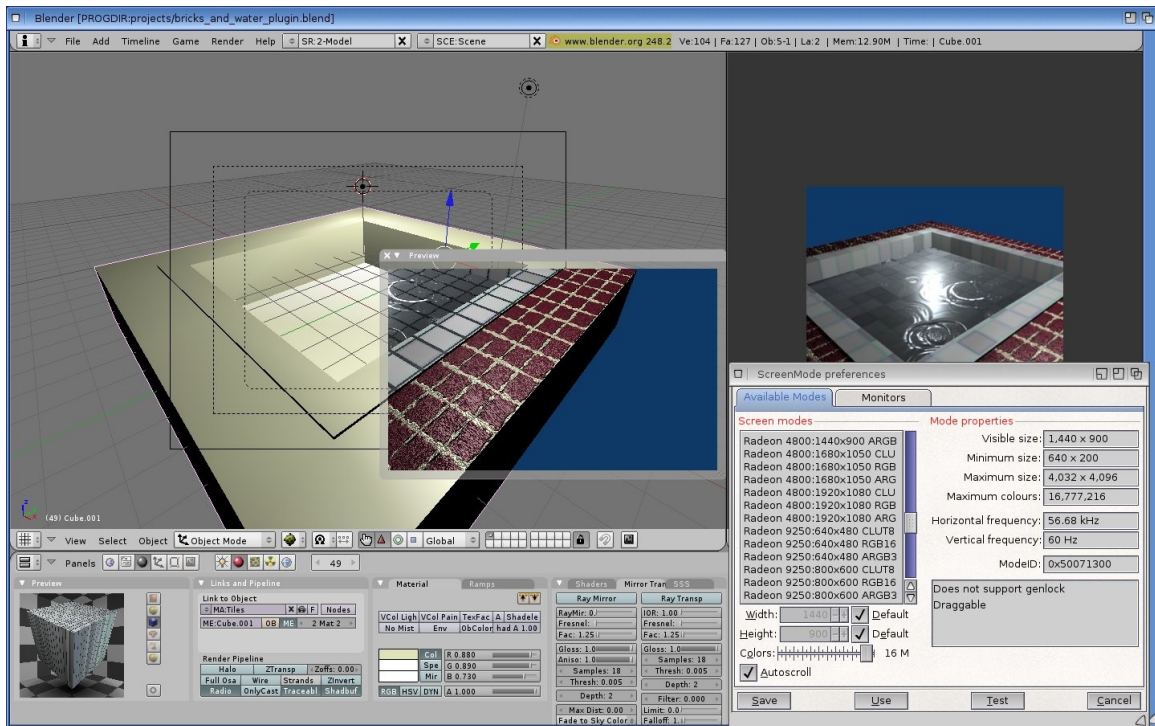 Blender [PROGDIR:projects/bricks_and_water_plugin.blend]
File Add Timeline Game Render Help SR:2-Model X SCE:Scene X www.blender.org 248.2 Ve:104 | Fa:127 | Ob:5-1 | La:2 | Mem:12.90M | Time: | Cube.001
X Preview
z
(49) Cube.001
View Select Object Object Mode Global
Panels 49
Preview
Links and Pipeline
Link to Object
MA:Tiles X F Nodes
ME:Cube.001 OB ME 2 Mat 2
Render Pipeline
Halo ZTransp Zoffs: 0.00
Full Osa Wire Strands ZInvert
Radio OnlyCast Traceabl Shadbuf
Material Ramps
VCol Ligh VCol Pain TexFac A Shadele
No Mist Env ObColor had A 1.00
Col R 0.880
Spe G 0.890
Mir B 0.730
RGB HSV DYN A 1.000
Shaders Mirror Tran SSS
Ray Mirror Ray Transp
RayMir: 0. IOR: 1.00
Fresnel: Fresnel:
Fac: 1.25 Fac: 1.25
Gloss: 1.0 Gloss: 1.0
Aniso: 1.0 Samples: 18
Samples: 18 Thresh: 0.005
Thresh: 0.005 Depth: 2
Depth: 2 Filter: 0.000
Max Dist: 0.00 Limit: 0.0
Fade to Sky Color Falloff: 1.
ScreenMode preferences
Available Modes Monitors
Screen modes
Radeon 4800:1440x900 ARGB
Radeon 4800:1680x1050 CLU
Radeon 4800:1680x1050 RGB
Radeon 4800:1680x1050 ARG
Radeon 4800:1920x1080 CLU
Radeon 4800:1920x1080 RGB
Radeon 4800:1920x1080 ARG
Radeon 9250:640x480 CLUT8
Radeon 9250:640x480 RGB16
Radeon 9250:640x480 ARGB3
Radeon 9250:800x600 CLUT8
Radeon 9250:800x600 RGB16
Radeon 9250:800x600 ARGB3
Width: 1440 Default
Height: 900 Default
Colors: 16 M
Autoscroll
Mode properties
Visible size: 1,440 x 900
Minimum size: 640 x 200
Maximum size: 4,032 x 4,096
Maximum colours: 16,777,216
Horizontal frequency: 56.68 kHz
Vertical frequency: 60 Hz
ModeID: 0x50071300
Does not support genlock
Draggable
Save Use Test Cancel